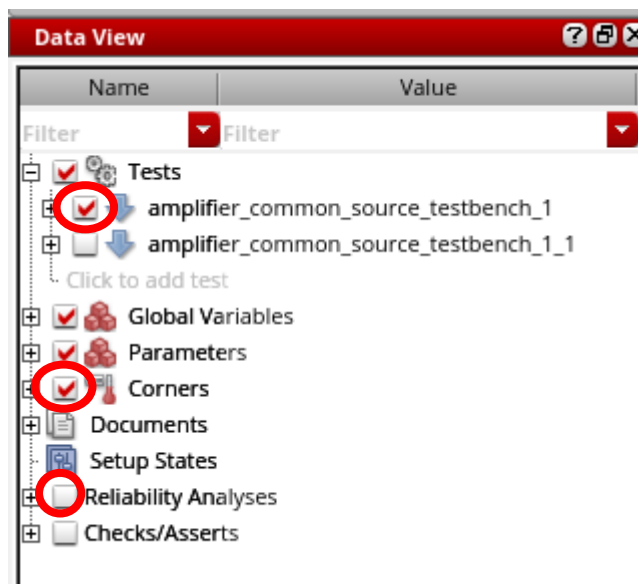 Data View
Name Value
Filter Filter
Tests
amplifier_common_source_testbench_1
amplifier_common_source_testbench_1_1
Click to add test
Global Variables
Parameters
Corners
Documents
Setup States
Reliability Analyses
Checks/Asserts